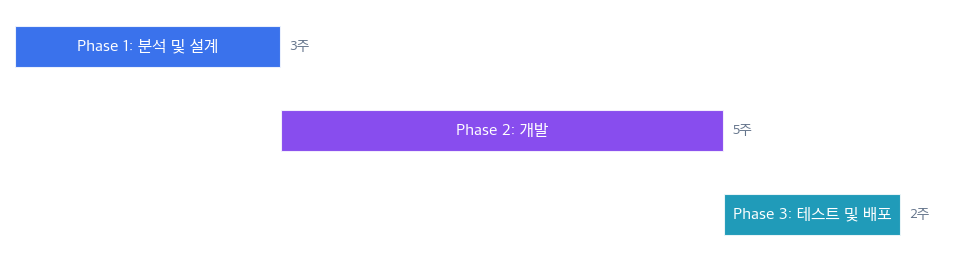 Phase 1: 분석 및 설계 3주
Phase 2: 개발 5주
Phase 3: 테스트 및 배포 2주